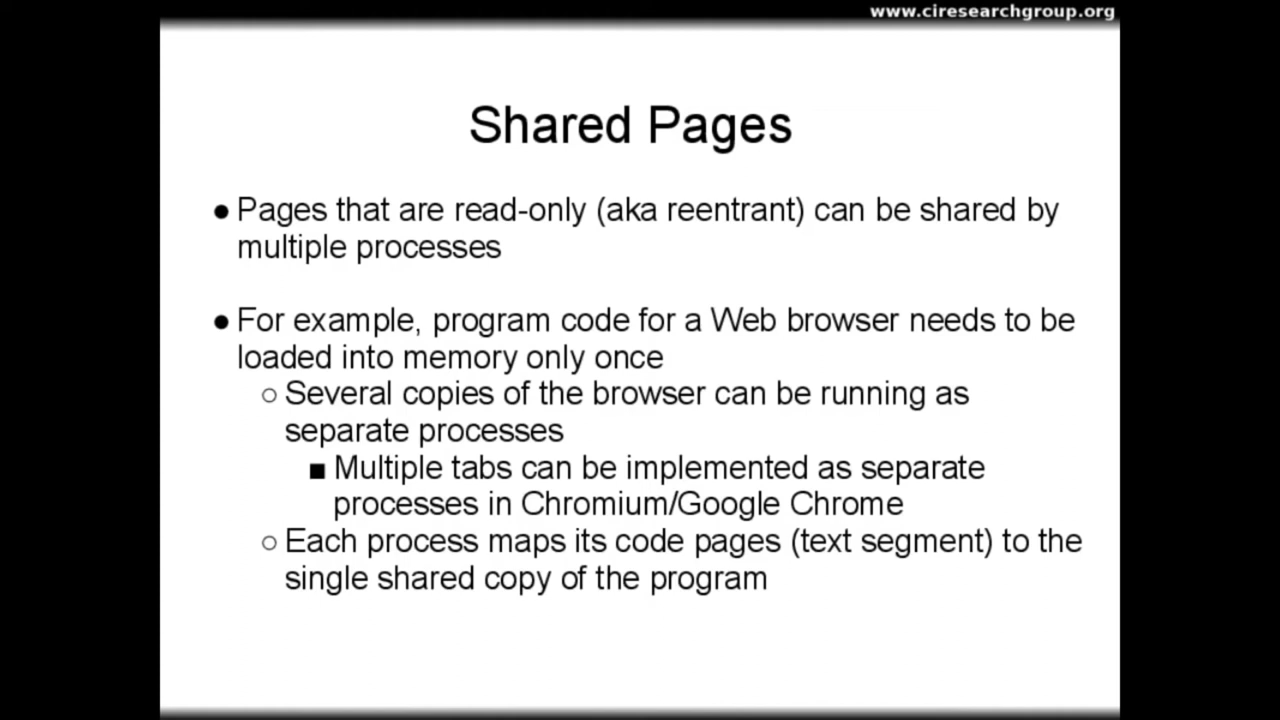 www.ciresearchgroup.org
Shared Pages
● Pages that are read-only (aka reentrant) can be shared by
multiple processes
● For example, program code for a Web browser needs to be
loaded into memory only once
○ Several copies of the browser can be running as
separate processes
■ Multiple tabs can be implemented as separate
processes in Chromium/Google Chrome
○ Each process maps its code pages (text segment) to the
single shared copy of the program